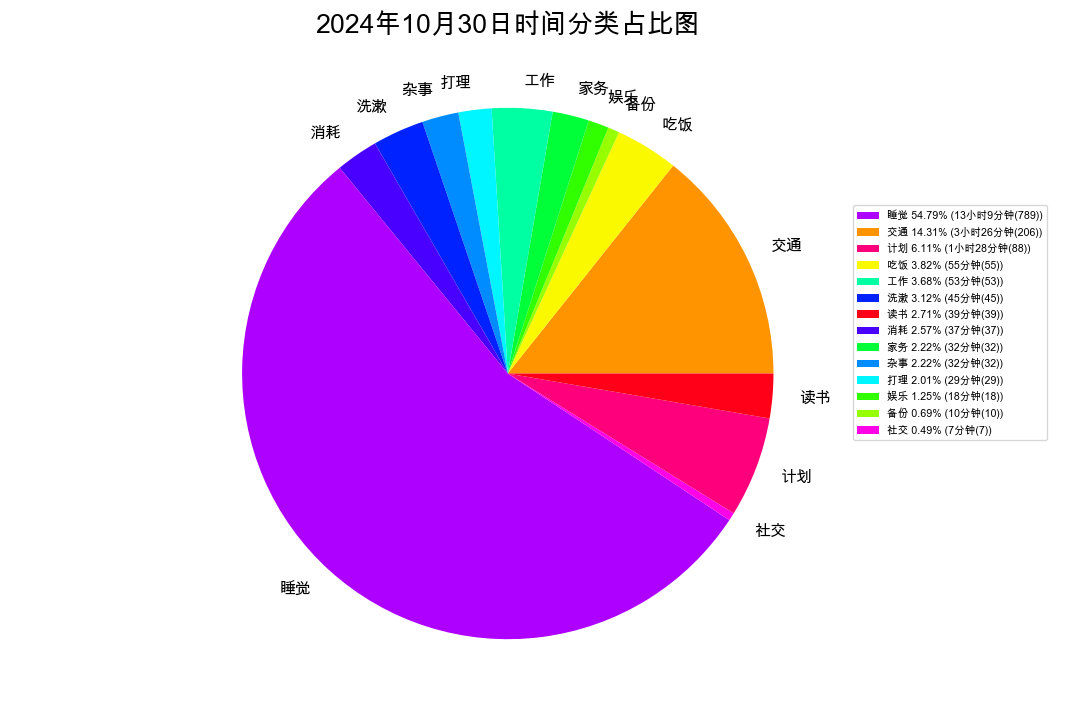 2024年10月30日时间分类占比图
打理
工作
杂事
家务
娱乐
备份
洗漱
吃饭
消耗
交通
读书
计划
社交
睡觉
睡觉 54.79% (13小时9分钟(789))
交通 14.31% (3小时26分钟(206))
计划 6.11% (1小时28分钟(88))
吃饭 3.82% (55分钟(55))
工作 3.68% (53分钟(53))
洗漱 3.12% (45分钟(45))
读书 2.71% (39分钟(39))
消耗 2.57% (37分钟(37))
家务 2.22% (32分钟(32))
杂事 2.22% (32分钟(32))
打理 2.01% (29分钟(29))
娱乐 1.25% (18分钟(18))
备份 0.69% (10分钟(10))
社交 0.49% (7分钟(7))